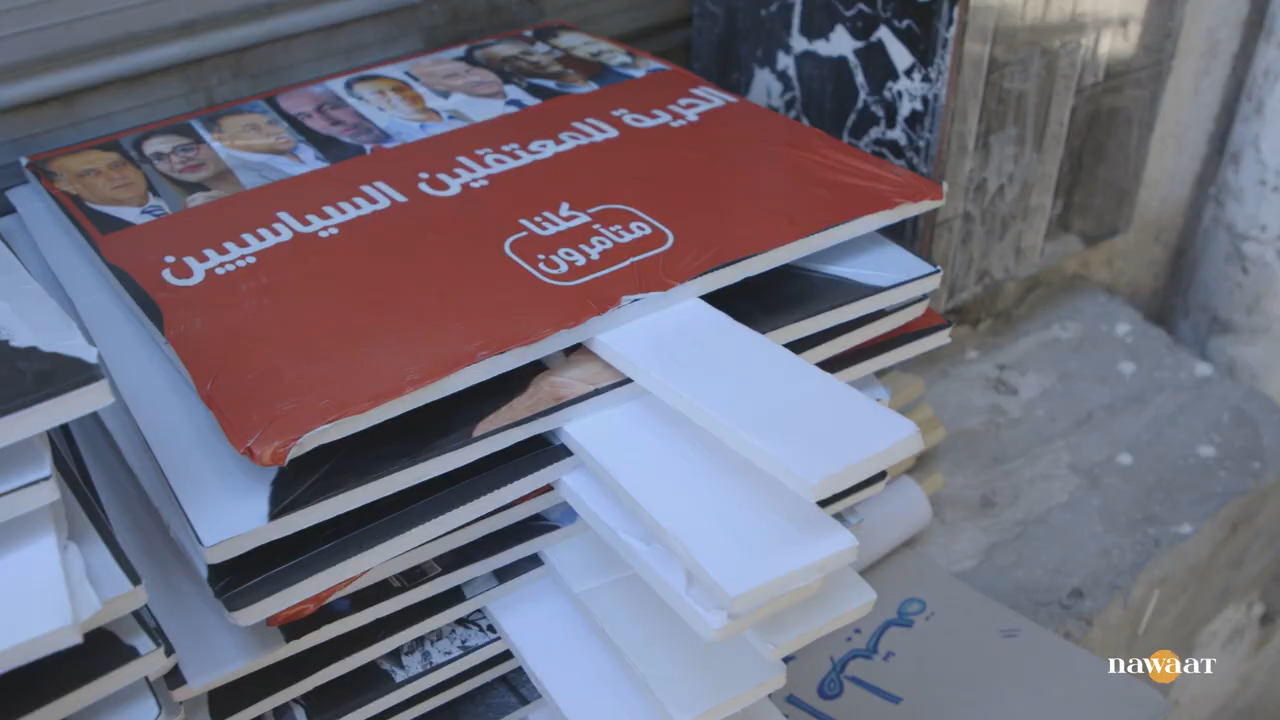 الحرية للمعتقلين السياسيين
كلنا
متآمرون
nawaat